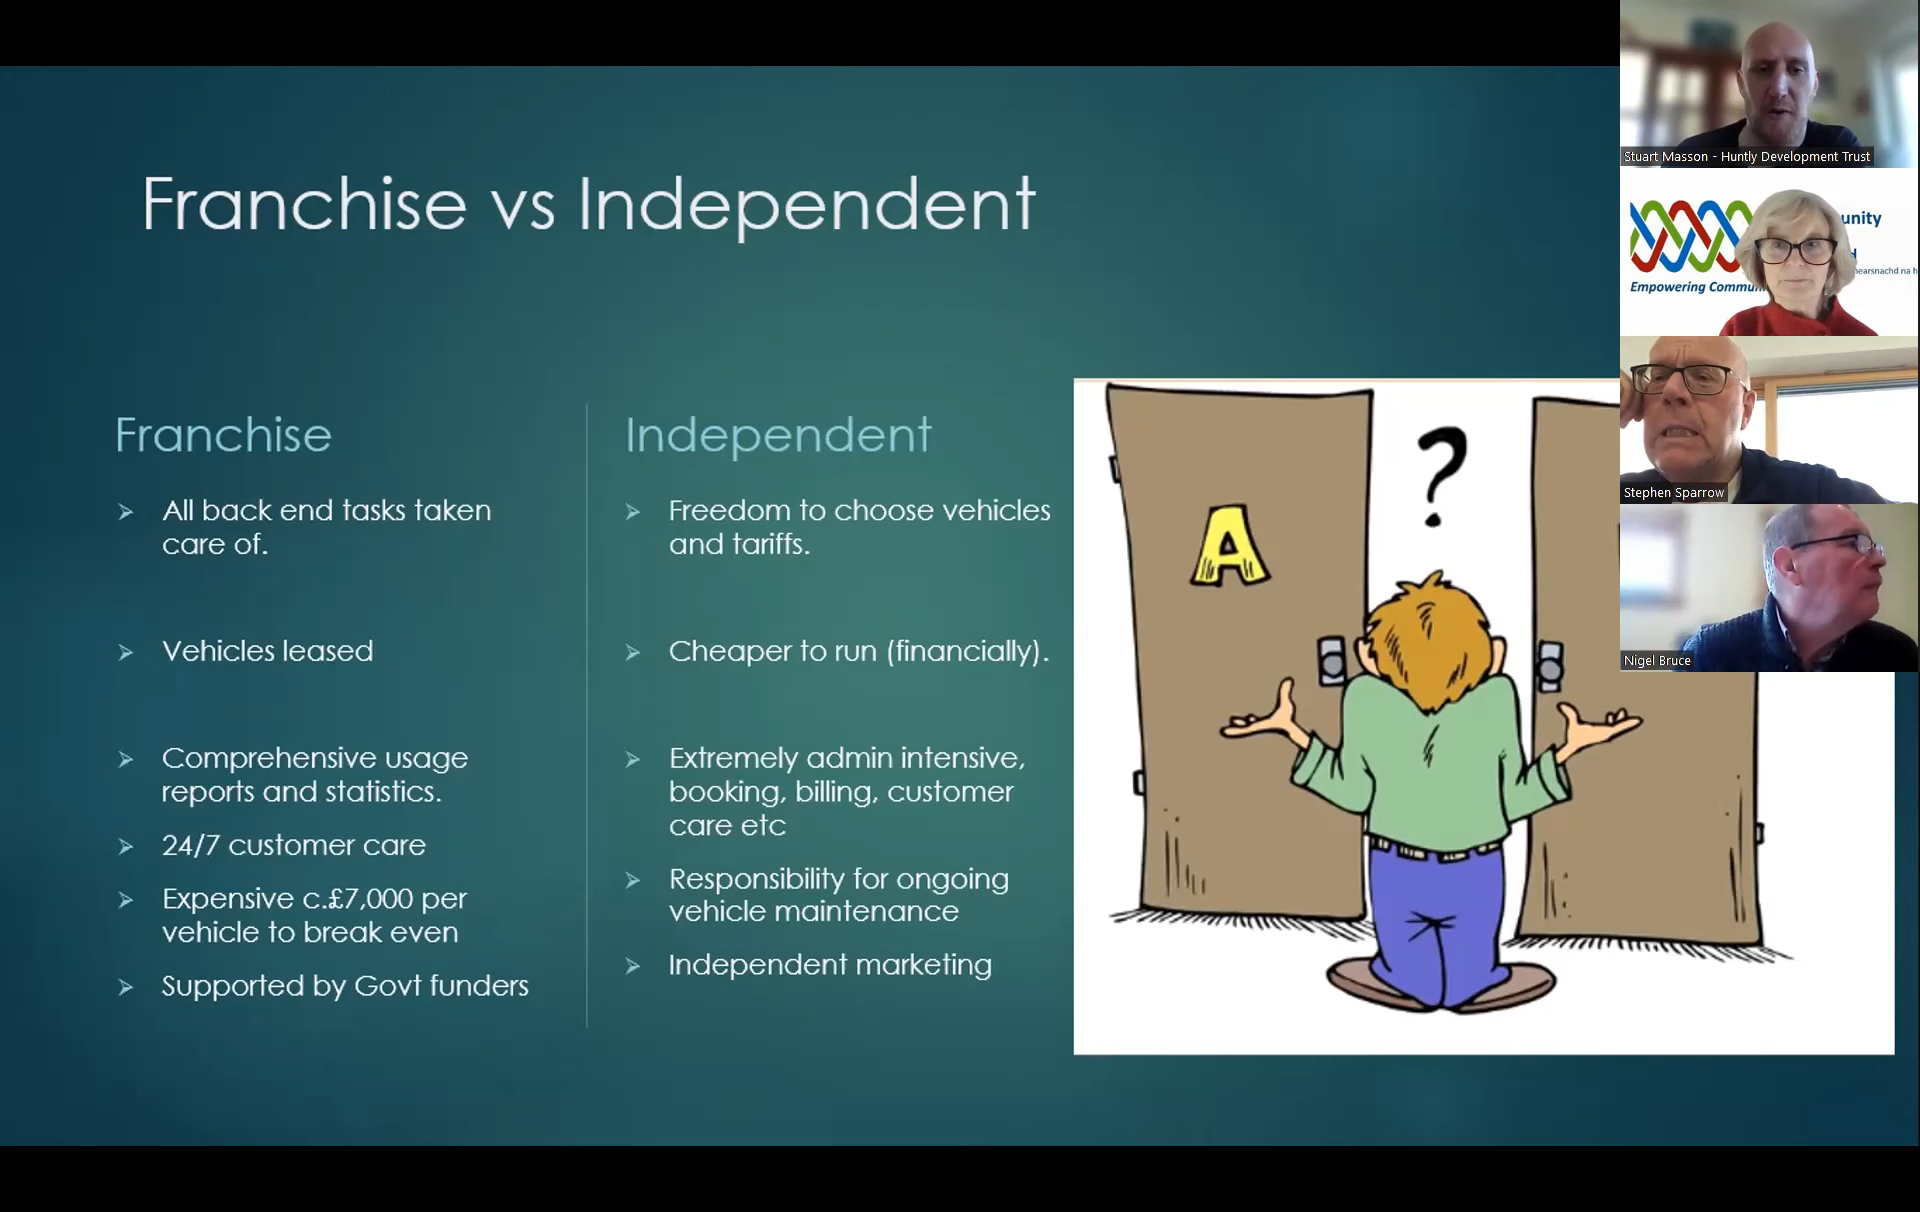 Franchise vs Independent
Franchise
All back end tasks taken
care of.
Vehicles leased
Comprehensive usage
reports and statistics.
24/7 customer care
Expensive c.£7,000 per
vehicle to break even
Supported by Govt funders
Independent
Freedom to choose vehicles
and tariffs.
Cheaper to run (financially).
Extremely admin intensive,
booking, billing, customer
care etc
Responsibility for ongoing
vehicle maintenance
Independent marketing
?
A
Stuart Masson - Huntly Development Trust
Empowering
Stephen Sparrow
Nigel Bruce